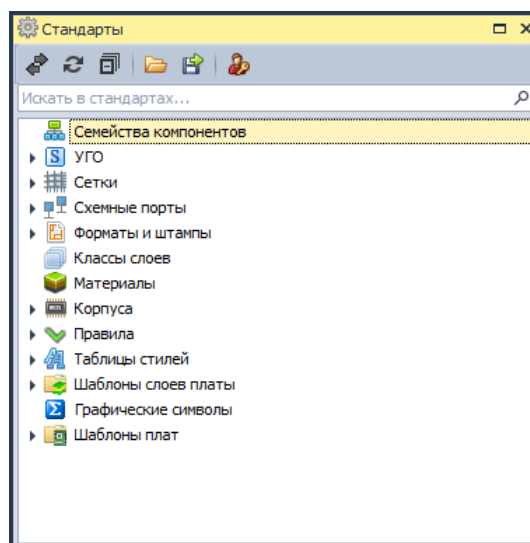 Стандарты
Искать в стандартах...
Семейства компонентов
УГО
Сетки
Схемные порты
Форматы и штампы
Классы слоев
Материалы
Корпуса
Правила
Таблицы стилей
Шаблоны слоев платы
Графические символы
Шаблоны плат